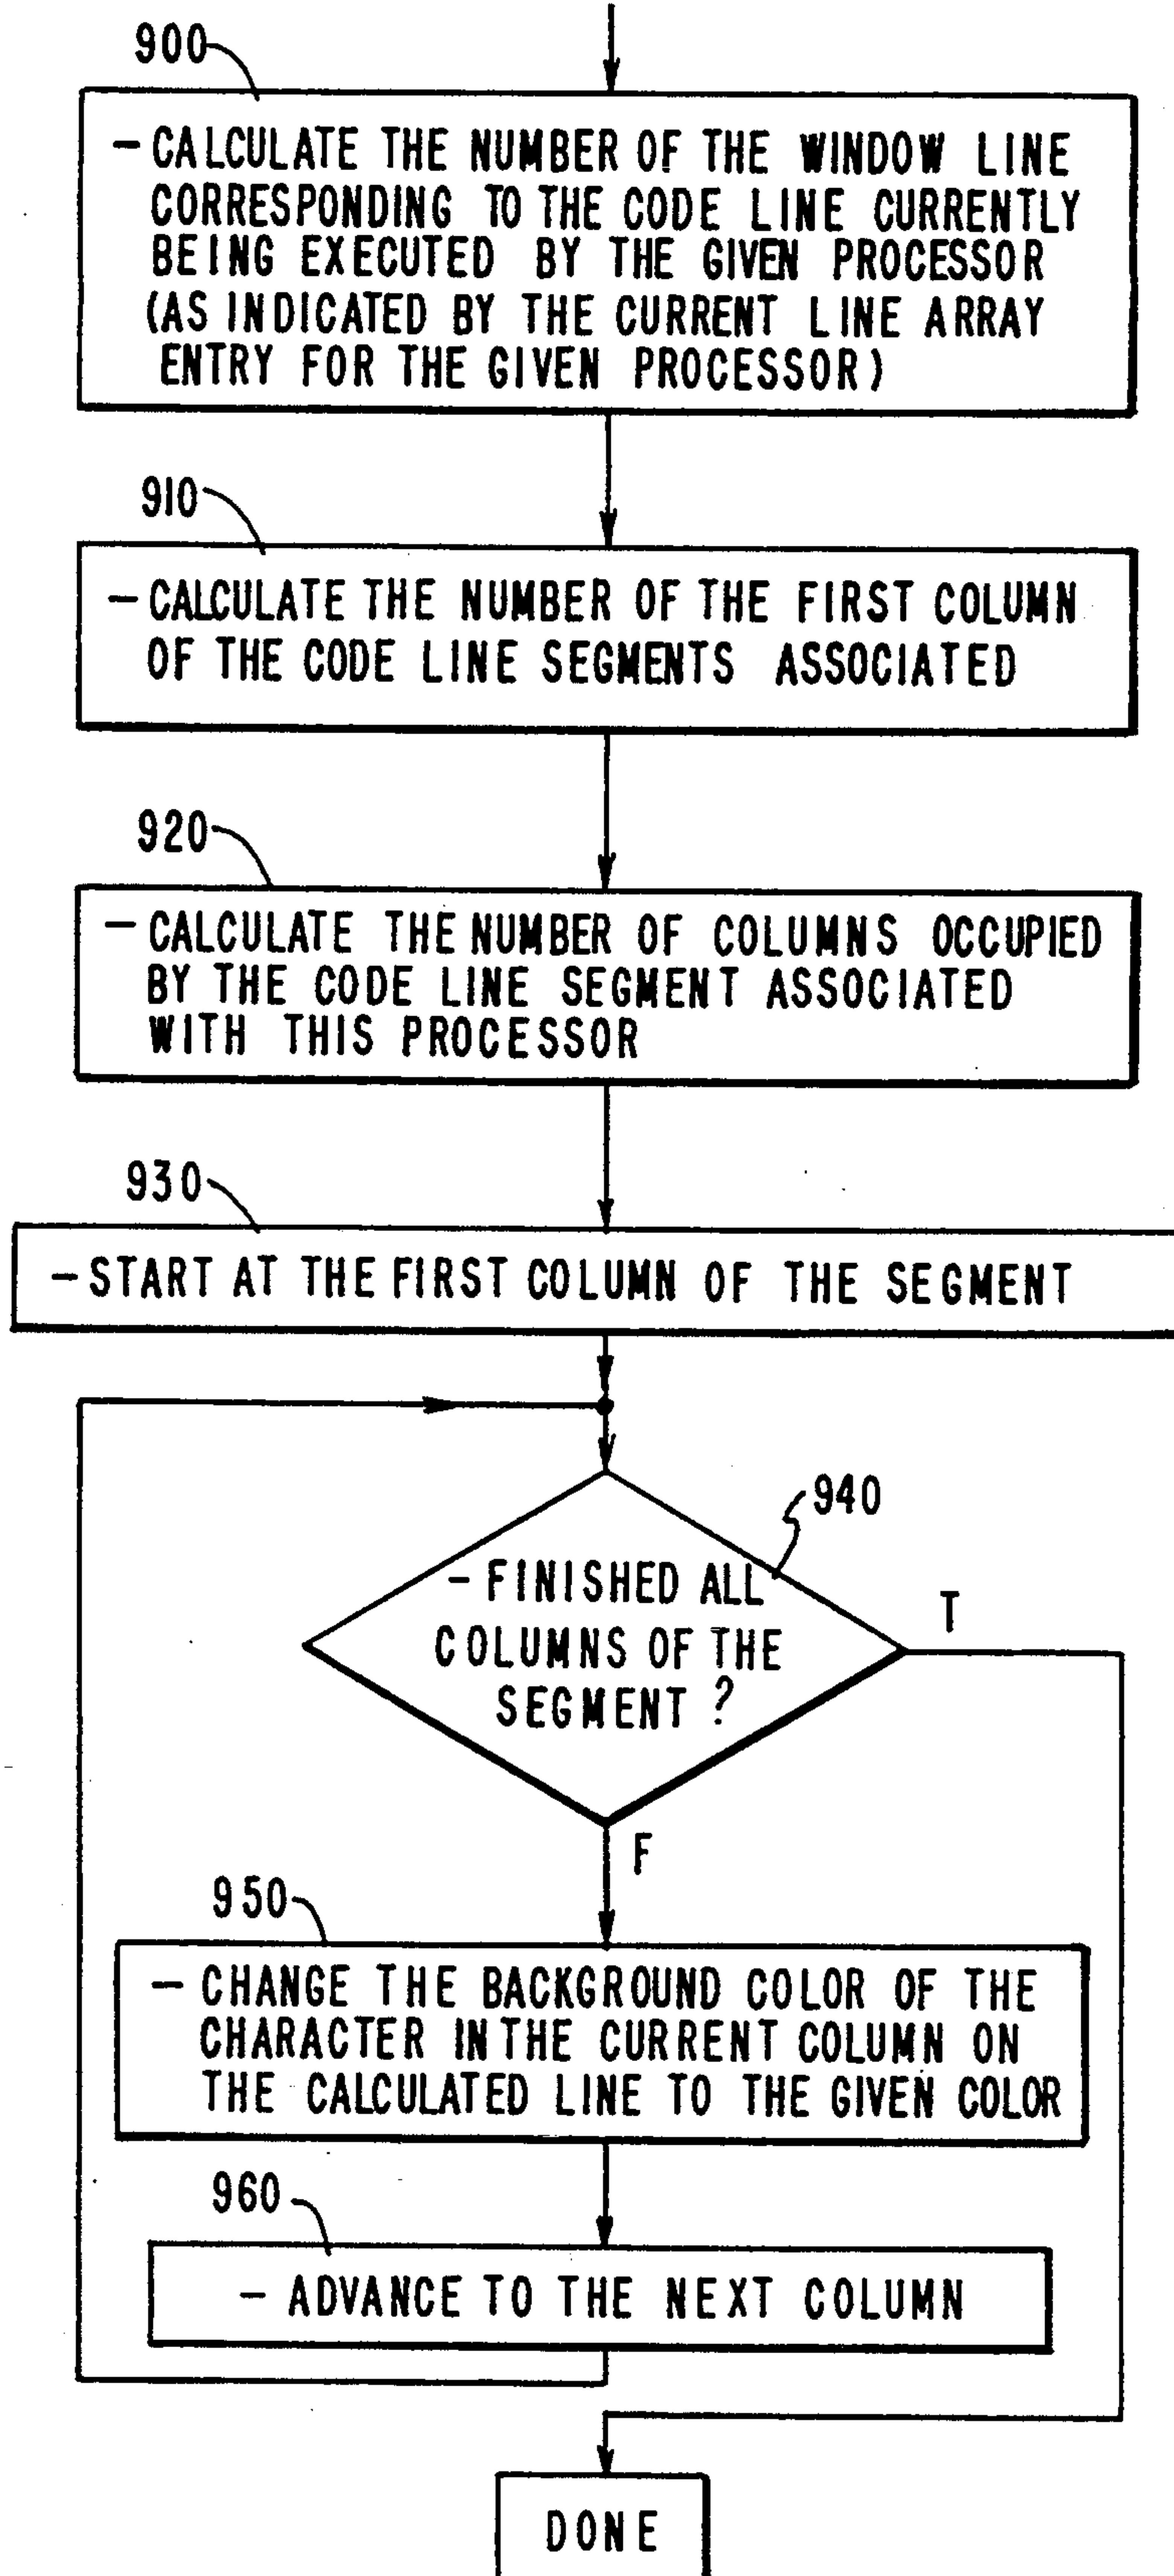 900
– CALCULATE THE NUMBER OF THE WINDOW LINE
CORRESPONDING TO THE CODE LINE CURRENTLY
BEING EXECUTED BY THE GIVEN PROCESSOR
(AS INDICATED BY THE CURRENT LINE ARRAY
ENTRY FOR THE GIVEN PROCESSOR)
910
– CALCULATE THE NUMBER OF THE FIRST COLUMN
OF THE CODE LINE SEGMENTS ASSOCIATED
920
– CALCULATE THE NUMBER OF COLUMNS OCCUPIED
BY THE CODE LINE SEGMENT ASSOCIATED
WITH THIS PROCESSOR
930
– START AT THE FIRST COLUMN OF THE SEGMENT
940
– FINISHED ALL
COLUMNS OF THE
SEGMENT ?
T
F
950
– CHANGE THE BACKGROUND COLOR OF THE
CHARACTER IN THE CURRENT COLUMN ON
THE CALCULATED LINE TO THE GIVEN COLOR
960
– ADVANCE TO THE NEXT COLUMN
DONE